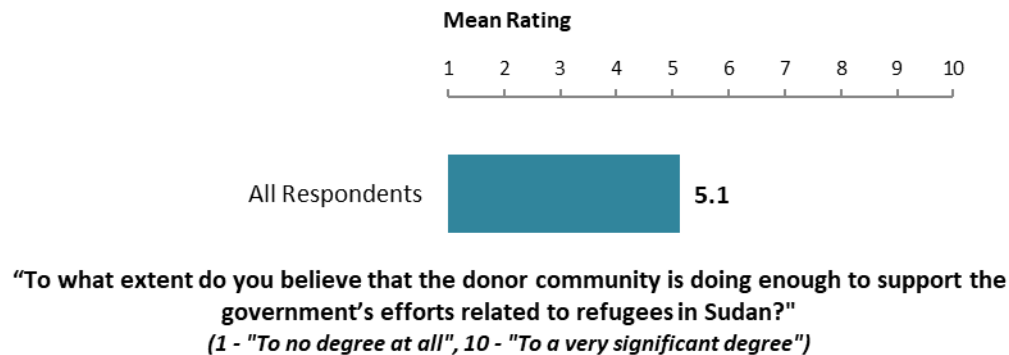 Mean Rating
1 2 3 4 5 6 7 8 9 10
All Respondents 5.1
“To what extent do you believe that the donor community is doing enough to support the
government’s efforts related to refugees in Sudan?"
(1 - "To no degree at all", 10 - "To a very significant degree")